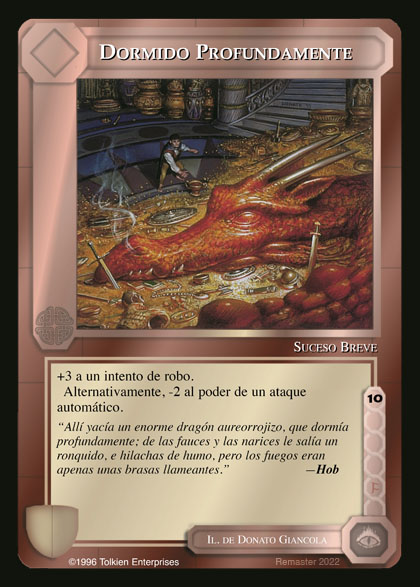 Dormido Profundamente
Suceso Breve
+3 a un intento de robo.
Alternativamente, -2 al poder de un ataque
automático.
“Allí yacía un enorme dragón aureorrojizo, que dormía
profundamente; de las fauces y las narices le salía un
ronquido, e hilachas de humo, pero los fuegos eran
apenas unas brasas llameantes.” —Hob
10
F
Il. de Donato Giancola
©1996 Tolkien Enterprises
Remaster 2022